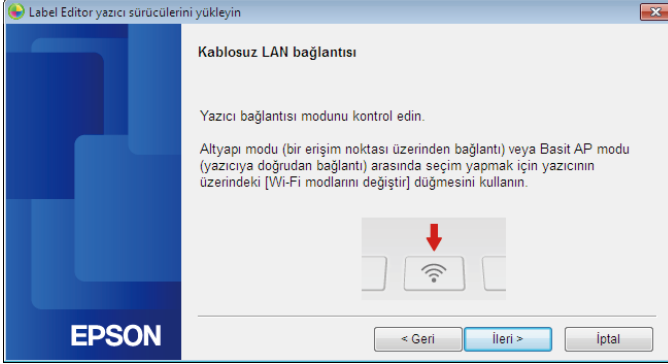 Label Editor yazıcı sürücülerini yükleyin
Kablosuz LAN bağlantısı
Yazıcı bağlantısı modunu kontrol edin.
Altyapı modu (bir erişim noktası üzerinden bağlantı) veya Basit AP modu
(yazıcıya doğrudan bağlantı) arasında seçim yapmak için yazıcının
üzerindeki [Wi-Fi modlarını değiştir] düğmesini kullanın.
EPSON
< Geri
İleri >
İptal